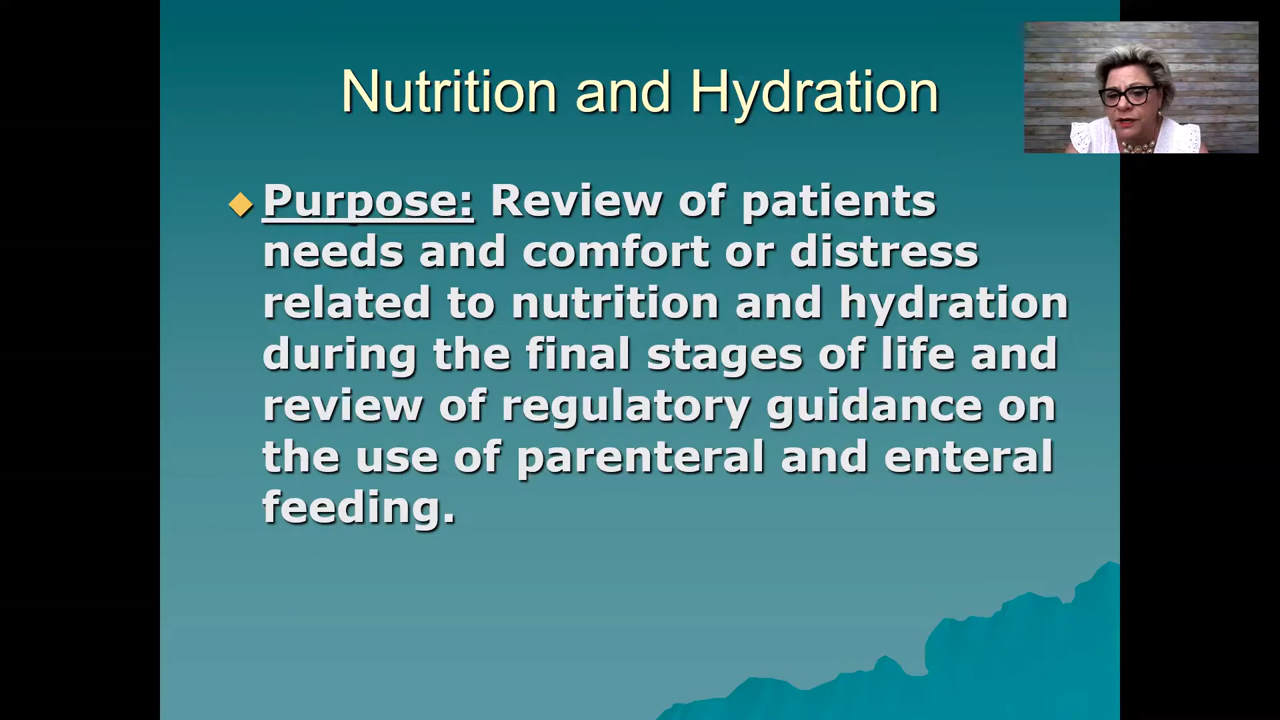 Nutrition and Hydration
Purpose: Review of patients
needs and comfort or distress
related to nutrition and hydration
during the final stages of life and
review of regulatory guidance on
the use of parenteral and enteral
feeding.